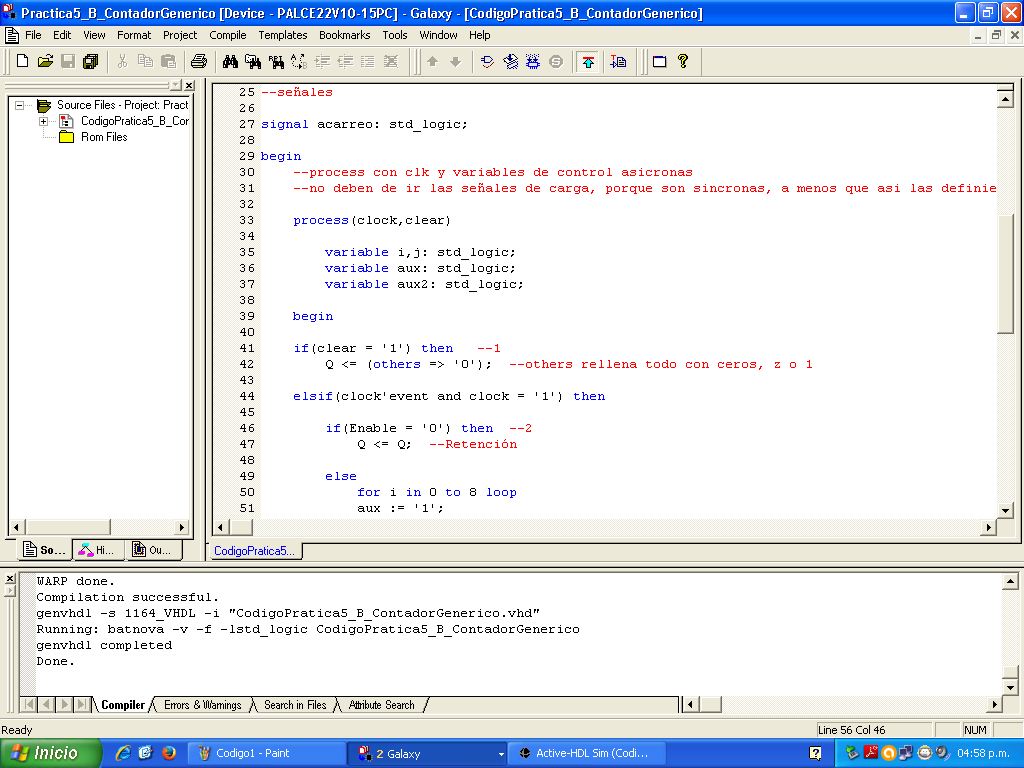 Practica5_B_ContadorGenerico [Device - PALCE22V10-15PC] - Galaxy - [CodigoPratica5_B_ContadorGenerico]
File Edit View Format Project Compile Templates Bookmarks Tools Window Help
Source Files - Project: Pract
CodigoPratica5_B_Cor
Rom Files
So... Hi... Ou...
25 --señales
26
27 signal acarreo: std_logic;
28
29 begin
30 --process con clk y variables de control asicronas
31 --no deben de ir las señales de carga, porque son sincronas, a menos que asi las definie
32
33 process(clock,clear)
34
35 variable i,j: std_logic;
36 variable aux: std_logic;
37 variable aux2: std_logic;
38
39 begin
40
41 if(clear = '1') then --1
42 Q <= (others => '0'); --others rellena todo con ceros, z o 1
43
44 elsif(clock'event and clock = '1') then
45
46 if(Enable = '0') then --2
47 Q <= Q; --Retención
48
49 else
50 for i in 0 to 8 loop
51 aux := '1';
CodigoPratica5...
WARP done.
Compilation successful.
genvhdl -s 1164_VHDL -i "CodigoPratica5_B_ContadorGenerico.vhd"
Running: batnova -v -f -lstd_logic CodigoPratica5_B_ContadorGenerico
genvhdl completed
Done.
Compiler Errors & Warnings Search in Files Attribute Search
Ready Line 56 Col 46 NUM
Inicio Codigo1 - Paint 2 Galaxy Active-HDL Sim (Codi... 04:58 p.m.